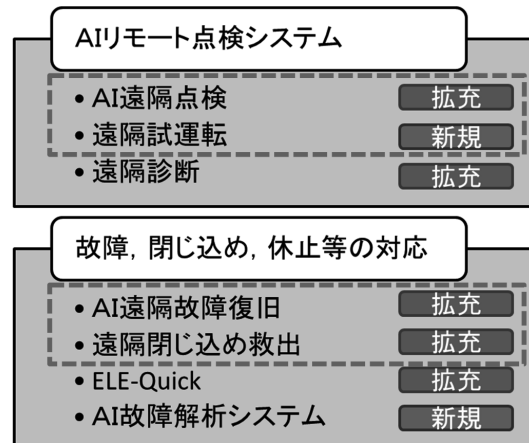 AIリモート点検システム
• AI遠隔点検 拡充
• 遠隔試運転 新規
• 遠隔診断 拡充
故障, 閉じ込め, 休止等の対応
• AI遠隔故障復旧 拡充
• 遠隔閉じ込め救出 拡充
• ELE-Quick 拡充
• AI故障解析システム 新規